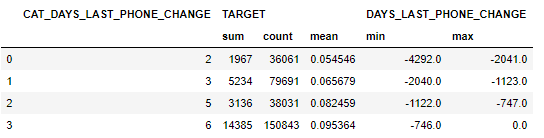 CAT_DAYS_LAST_PHONE_CHANGE TARGET DAYS_LAST_PHONE_CHANGE
sum count mean min max
0 2 1967 36061 0.054546 -4292.0 -2041.0
1 3 5234 79691 0.065679 -2040.0 -1123.0
2 5 3136 38031 0.082459 -1122.0 -747.0
3 6 14385 150843 0.095364 -746.0 0.0